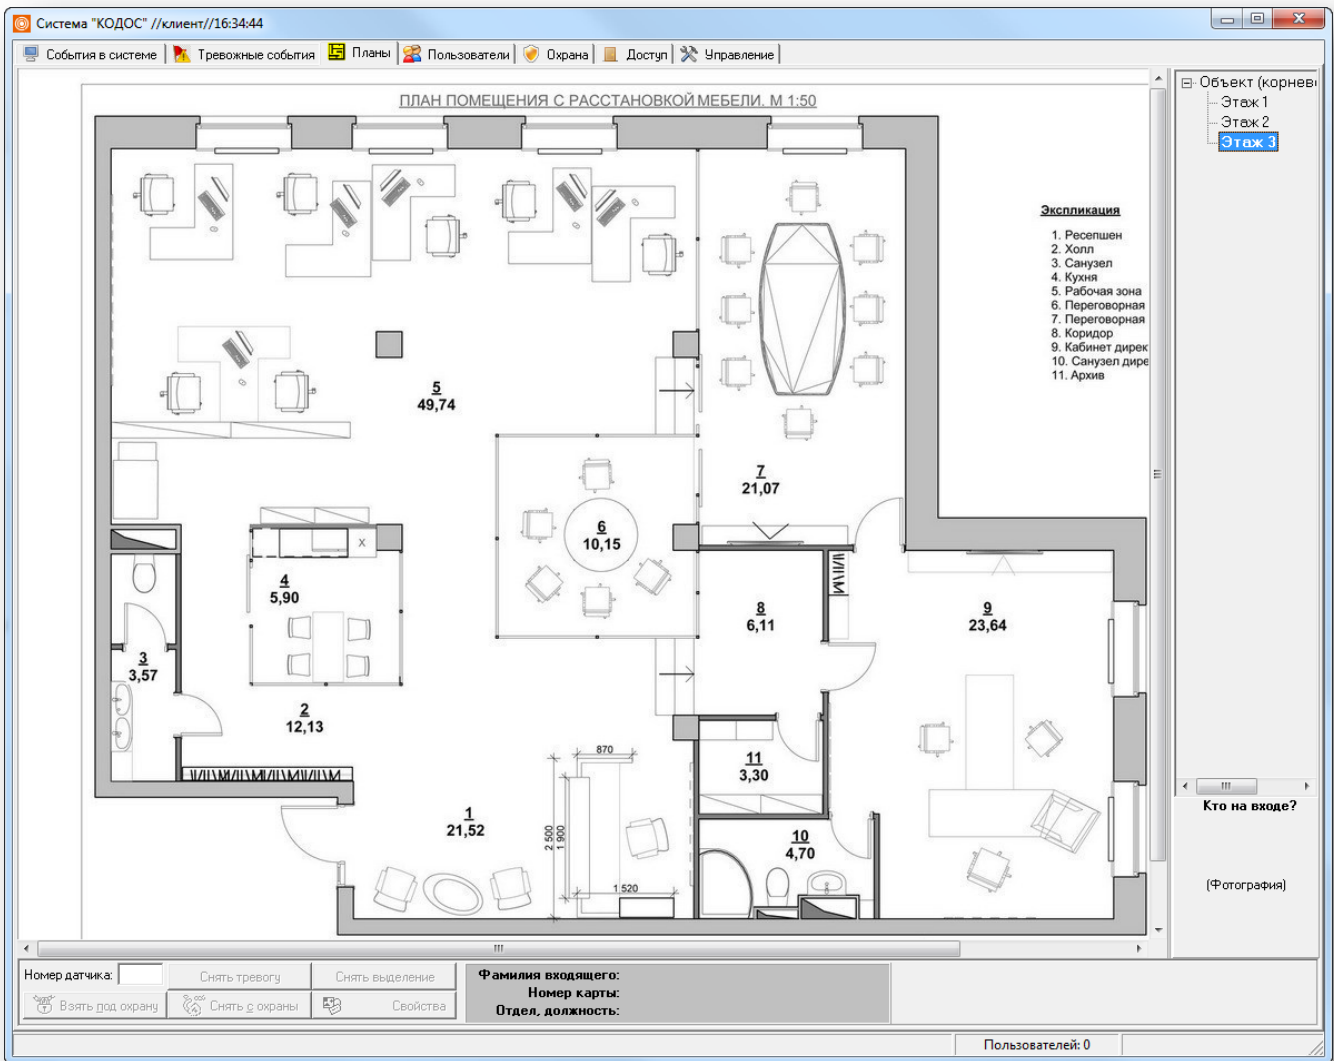 Система "КОДОС" //клиент//16:34:44
События в системе Тревожные события Планы Пользователи Охрана Доступ Управление
ПЛАН ПОМЕЩЕНИЯ С РАССТАНОВКОЙ МЕБЕЛИ. М 1:50
Объект (корнев
Этаж 1
Этаж 2
Этаж 3
Экспликация
1. Ресепшен
2. Холл
3. Санузел
4. Кухня
5. Рабочая зона
6. Переговорная
7. Переговорная
8. Коридор
9. Кабинет дирек
10. Санузел дире
11. Архив
5
49,74
7
21,07
6
10,15
X
4
5,90
8
6,11
9
23,64
3
3,57
2
12,13
870
11
3,30
1
21,52
2 500
1 900
10
4,70
1 520
Кто на входе?
(Фотография)
Номер датчика: Снять тревогу Снять выделение
Взять под охрану Снять с охраны Свойства
Фамилия входящего:
Номер карты:
Отдел, должность:
Пользователей: 0